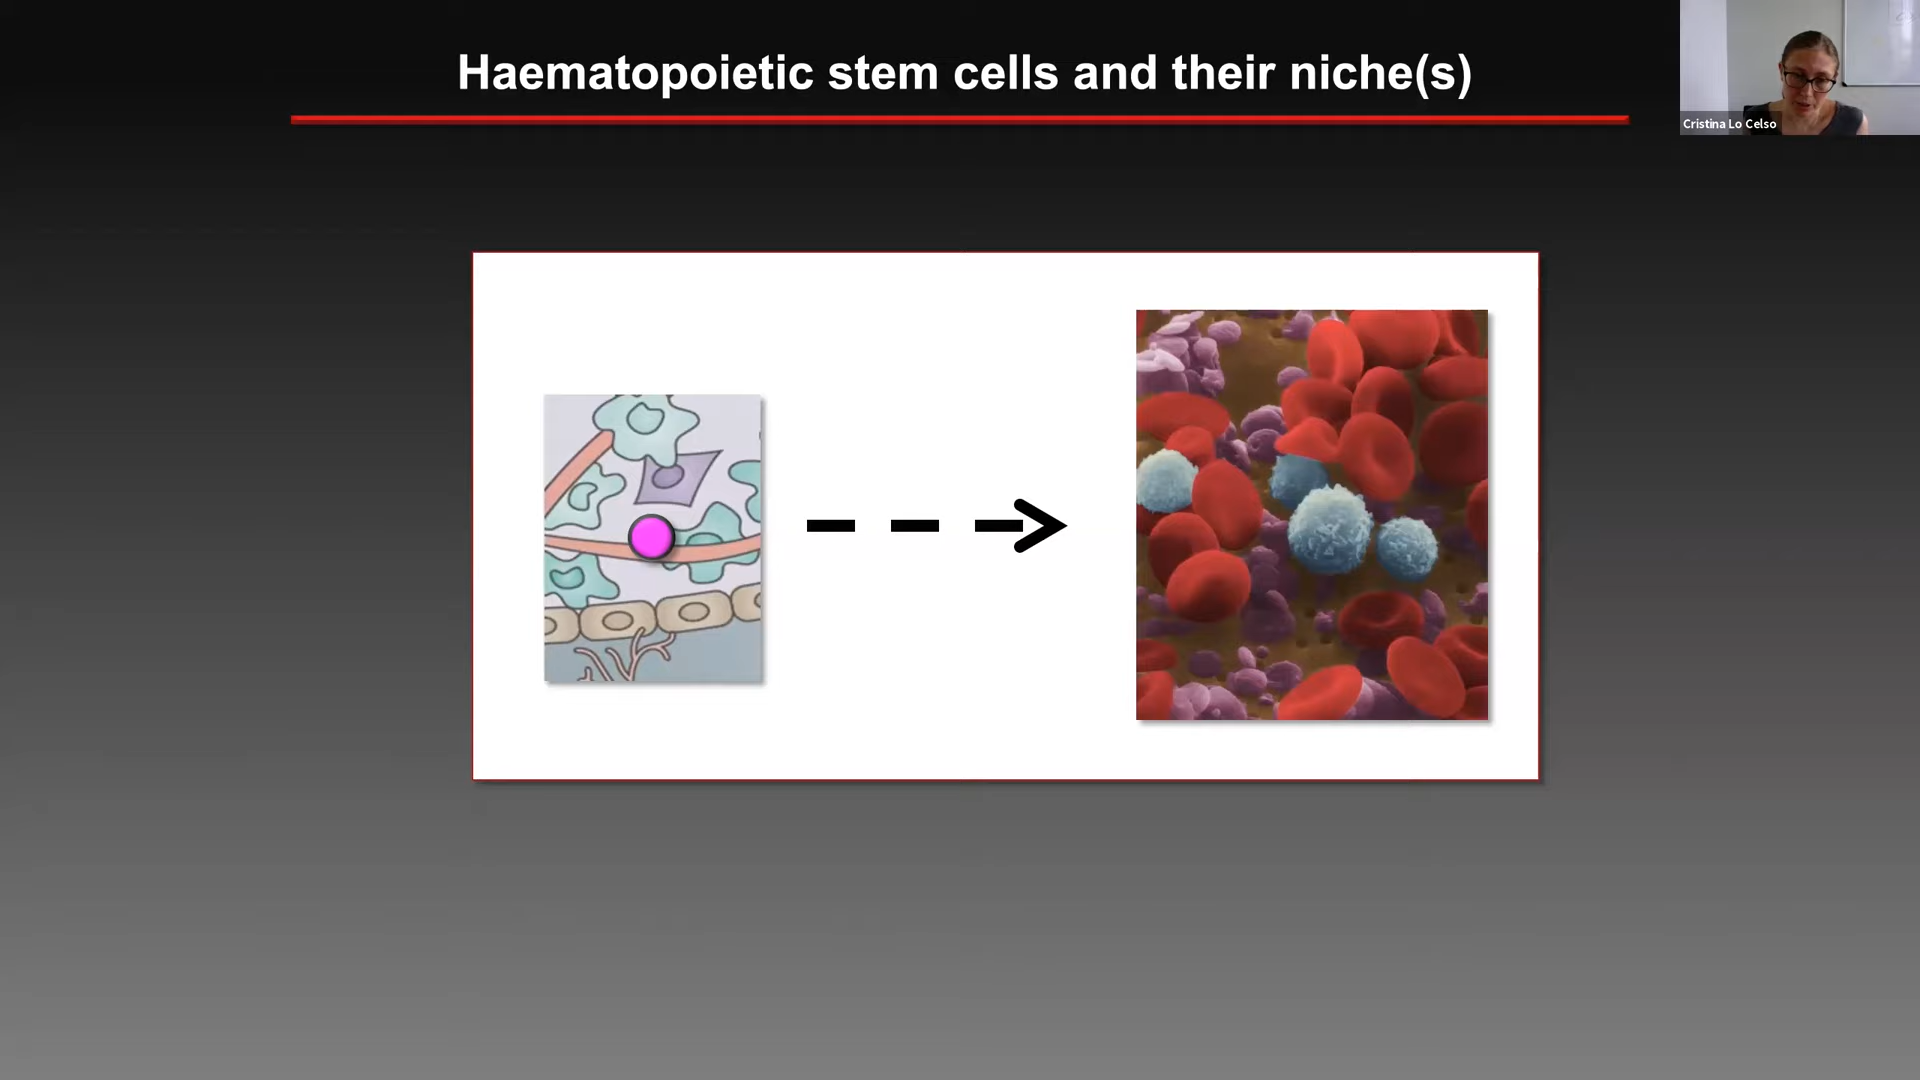 Haematopoietic stem cells and their niche(s)
Cristina Lo Celso